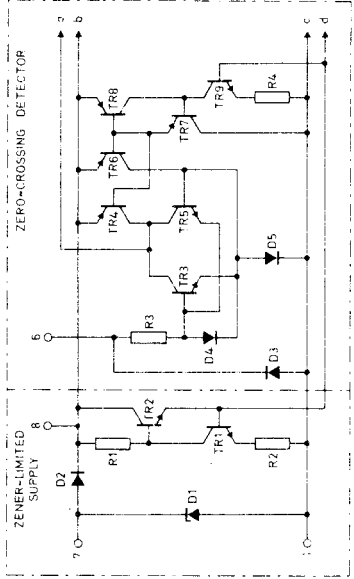 ZENER-LIMITED
SUPPLY
ZERO-CROSSING DETECTOR
7
D2
8
6
a
b
R1
TR2
D1
TR1
R2
R3
TR3
D4
D3
TR4
TR5
D5
TR6
TR8
TR7
TR9
R4
c
d